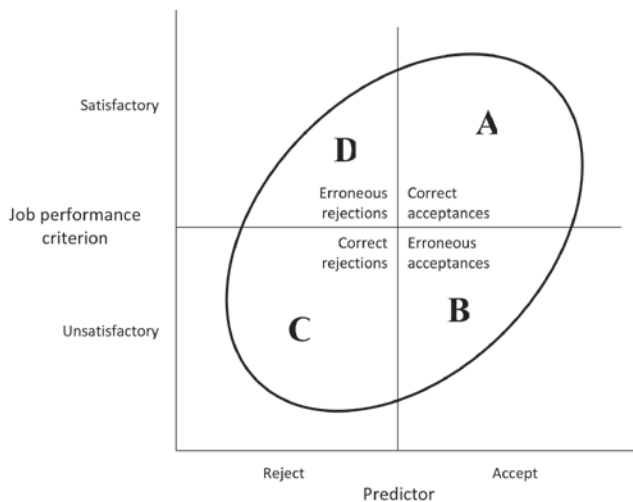 Satisfactory
A
D
Erroneous
rejections
Correct
acceptances
Job performance
criterion
Correct
rejections
Erroneous
acceptances
B
C
Unsatisfactory
Reject
Accept
Predictor